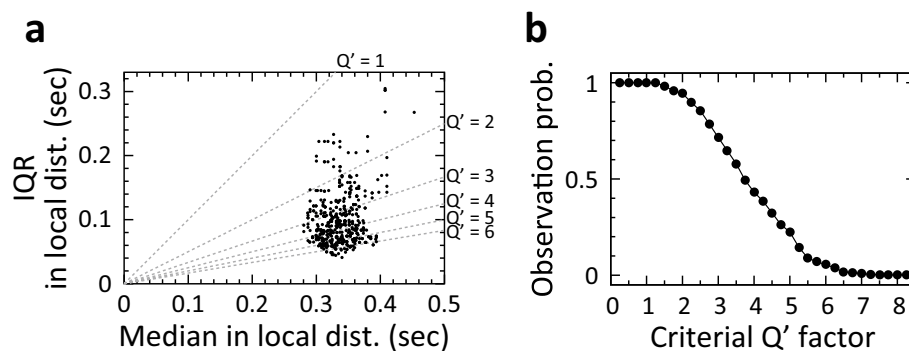 a
Q' = 1
Q' = 2
Q' = 3
Q' = 4
Q' = 5
Q' = 6
IQR
in local dist. (sec)
0.3
0.2
0.1
0
0 0.1 0.2 0.3 0.4 0.5
Median in local dist. (sec)
b
Observation prob.
1
0.5
0
0 1 2 3 4 5 6 7 8
Criterial Q' factor